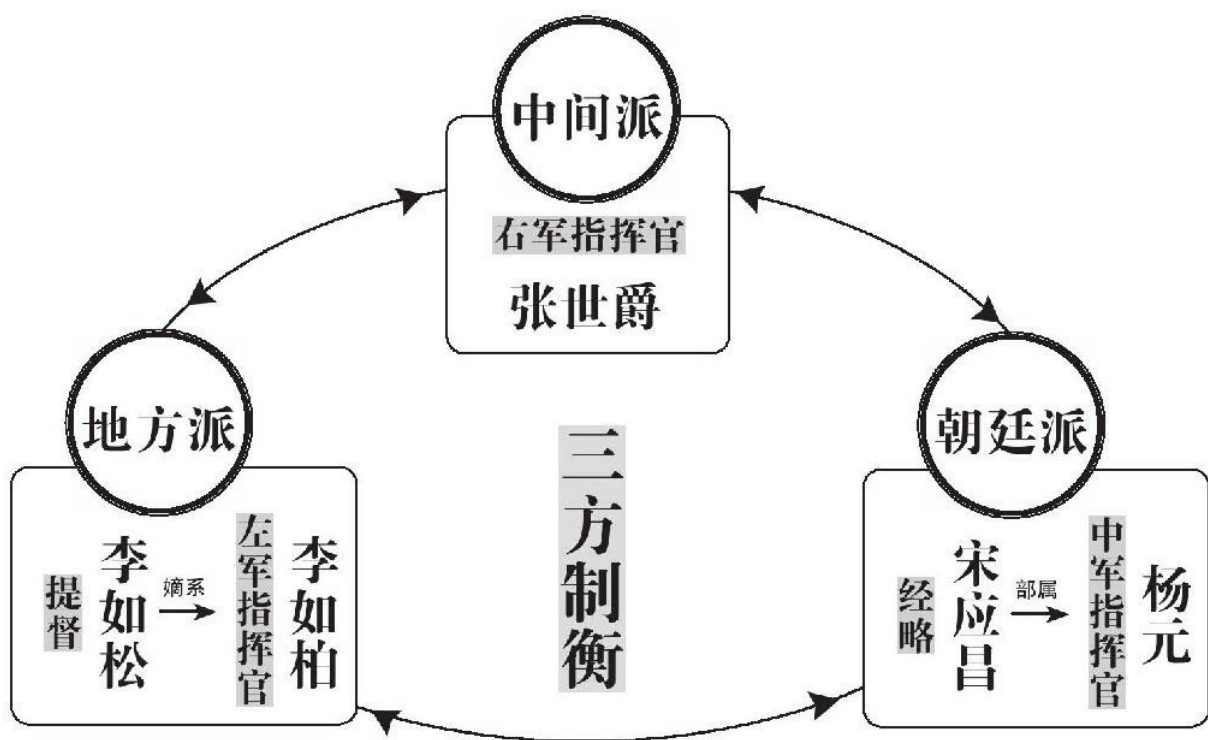 中间派
右军指挥官
张世爵
地方派
提督
李如松
嫡系
左军指挥官
李如柏
三方制衡
朝廷派
经略
宋应昌
部属
中军指挥官
杨元